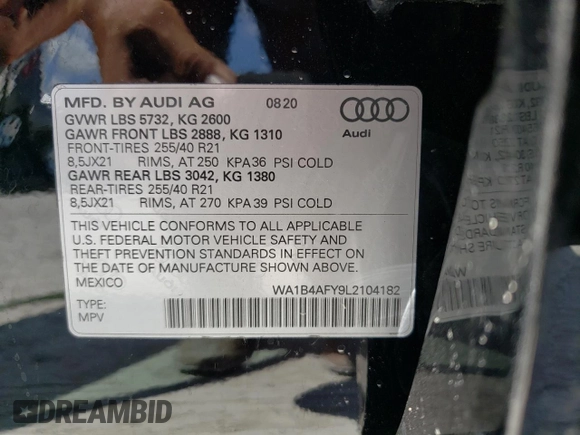 MFD. BY AUDI AG 0820
GVWR LBS 5732, KG 2600
GAWR FRONT LBS 2888, KG 1310
FRONT-TIRES 255/40 R21
8,5JX21 RIMS, AT 250 KPA36 PSI COLD
GAWR REAR LBS 3042, KG 1380
REAR-TIRES 255/40 R21
8,5JX21 RIMS, AT 270 KPA 39 PSI COLD
Audi
THIS VEHICLE CONFORMS TO ALL APPLICABLE
U.S. FEDERAL MOTOR VEHICLE SAFETY AND
THEFT PREVENTION STANDARDS IN EFFECT ON
THE DATE OF MANUFACTURE SHOWN ABOVE.
MEXICO
WA1B4AFY9L2104182
TYPE:
MPV
DREAMBID